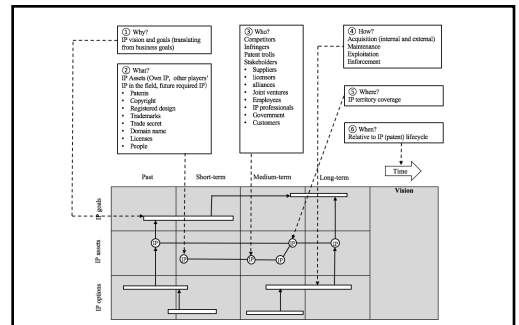 ① Why?
IP vision and goals (translating
from business goals)
② What?
IP Assets (Own IP, other players'
IP in the field, future required IP)
• Patents
• Copyright
• Registered design
• Trademarks
• Trade secret
• Domain name
• Licenses
• People
③ Who?
Competitors
Infringers
Patent trolls
Stakeholders
• Suppliers
• licensors
• alliances
• Joint ventures
• Employees
• IP professionals
• Government
• Customers
④ How?
Acquisition (internal and external)
Maintenance
Exploitation
Enforcement
⑤ Where?
IP territory coverage
⑥ When?
Relative to IP (patent) lifecycle
Time
Vision
Past
Short-term
Medium-term
Long-term
IP goals
IP assets
IP
IP
IP
IP
IP
IP
IP options